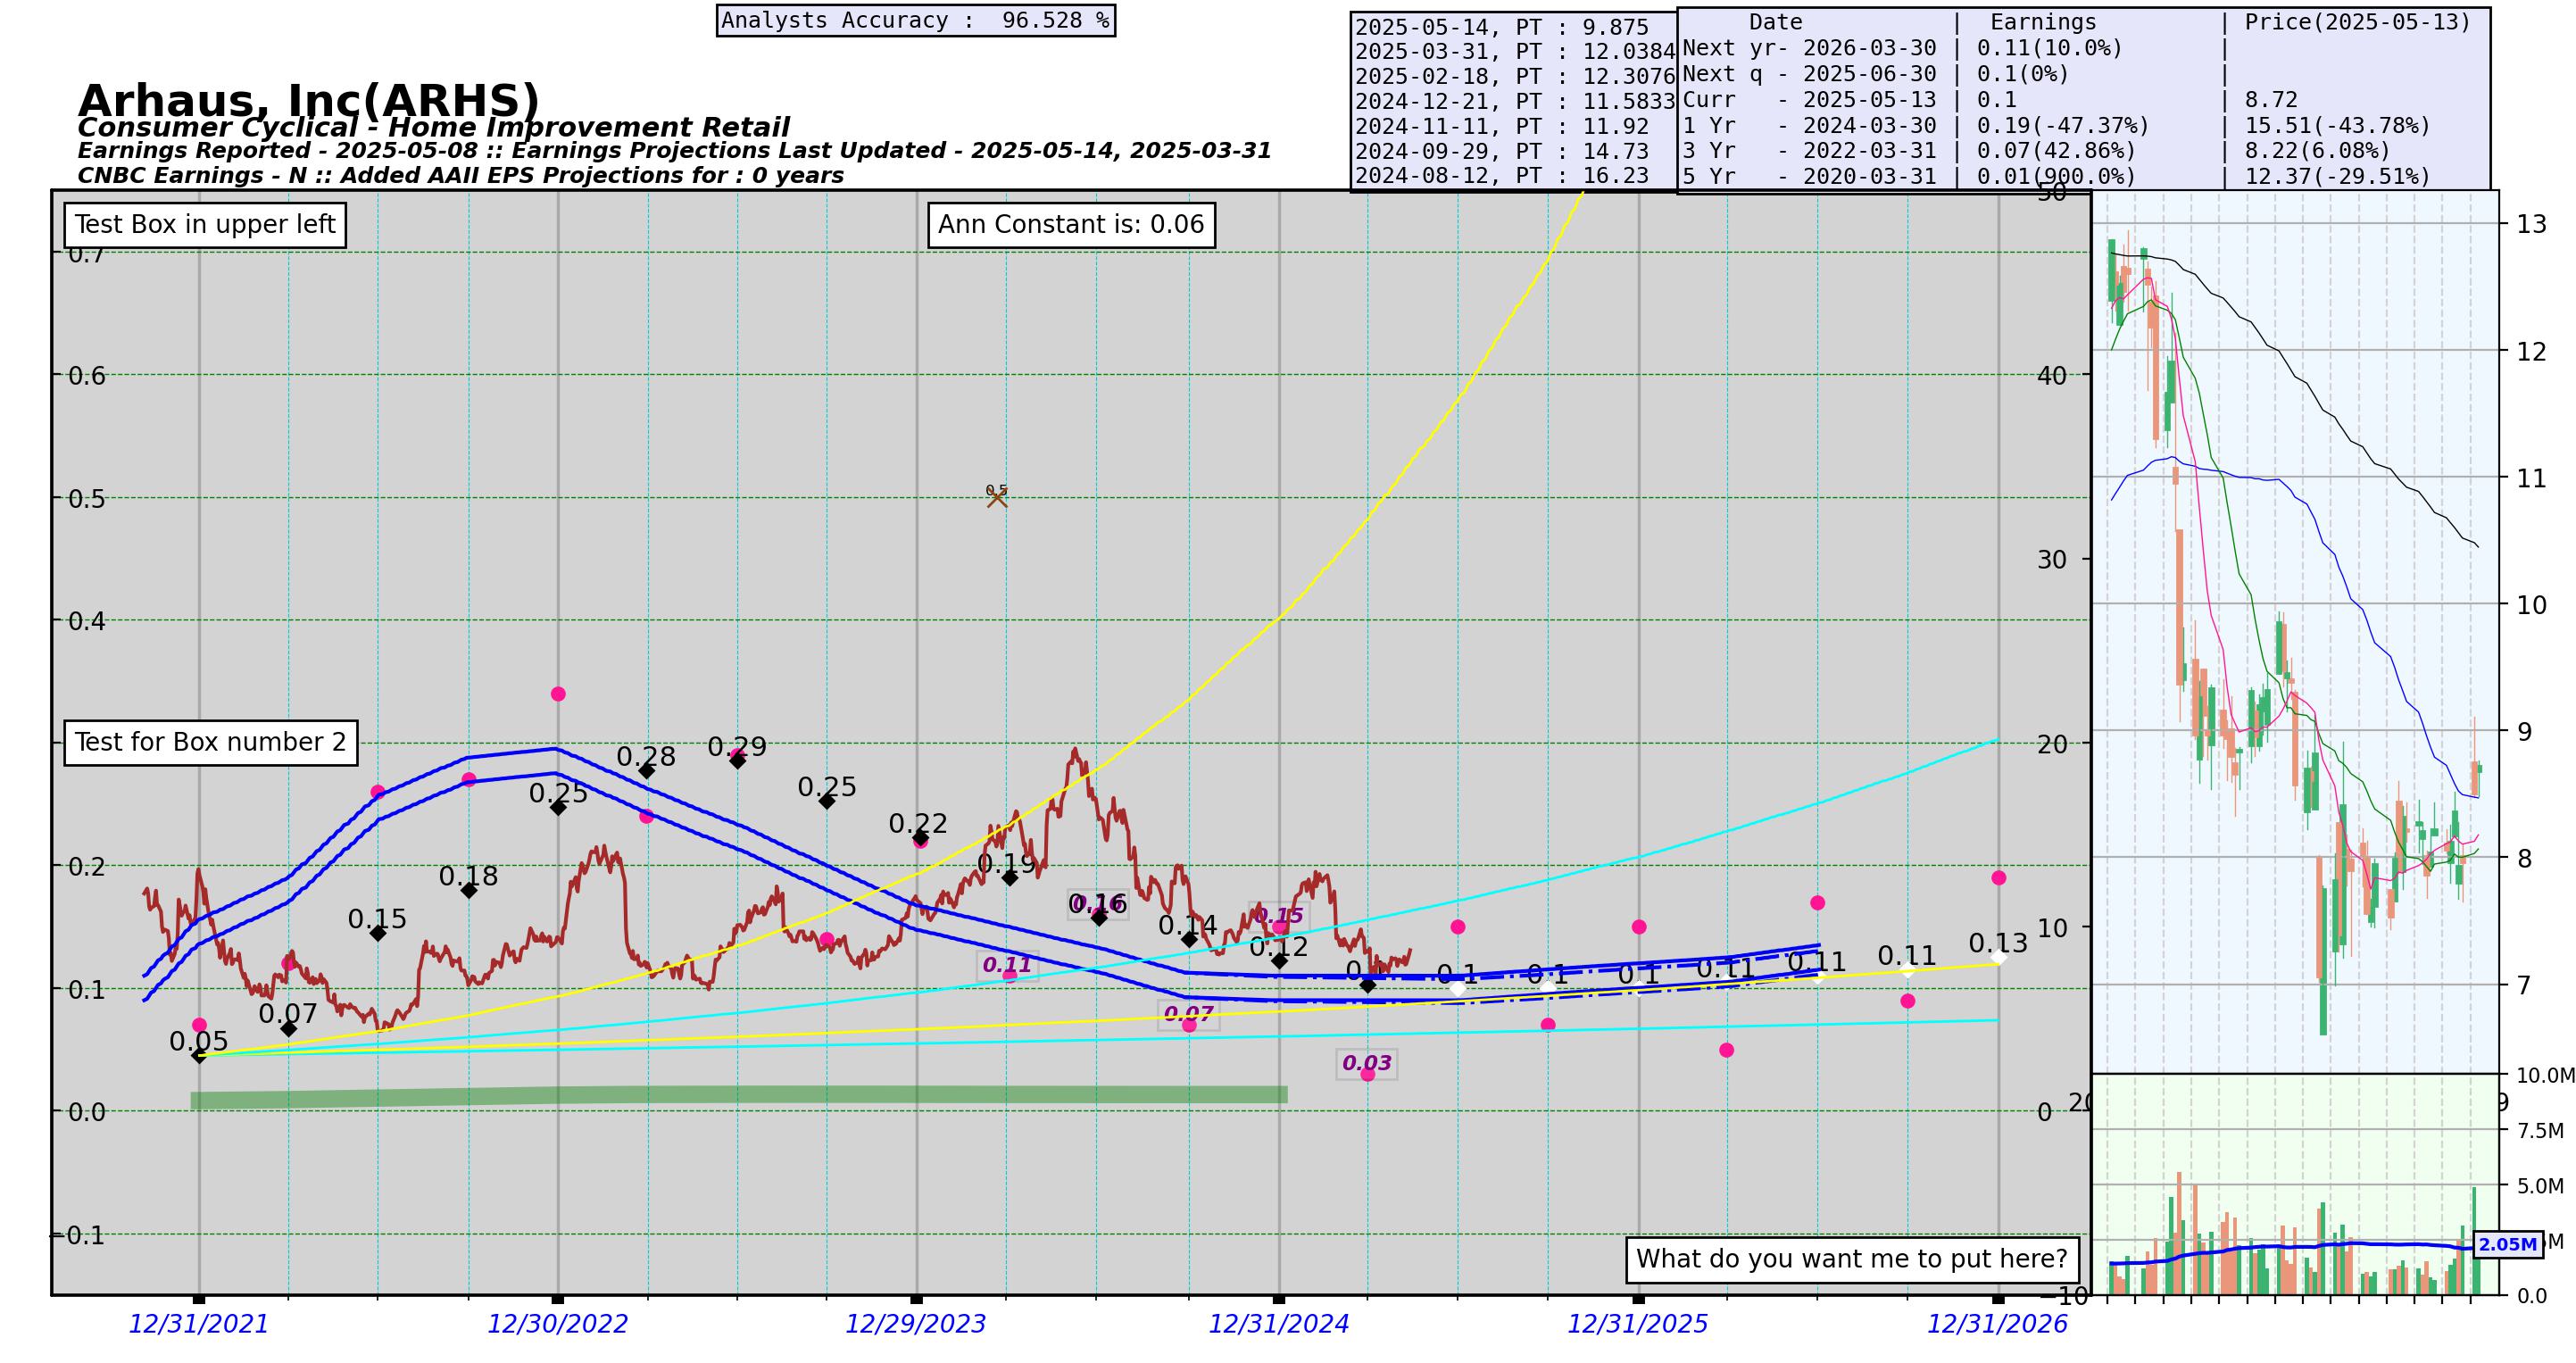 Analysts Accuracy :  96.528 %
2025-05-14, PT : 9.875
2025-03-31, PT : 12.0384
2025-02-18, PT : 12.3076
2024-12-21, PT : 11.5833
2024-11-11, PT : 11.92
2024-09-29, PT : 14.73
2024-08-12, PT : 16.23
Date | Earnings | Price(2025-05-13)
Next yr- 2026-03-30 | 0.11(10.0%) |
Next q - 2025-06-30 | 0.1(0%) |
Curr - 2025-05-13 | 0.1 | 8.72
1 Yr - 2024-03-30 | 0.19(-47.37%) | 15.51(-43.78%)
3 Yr - 2022-03-31 | 0.07(42.86%) | 8.22(6.08%)
5 Yr - 2020-03-31 | 0.01(900.0%) | 12.37(-29.51%)
Arhaus, Inc(ARHS)
Consumer Cyclical - Home Improvement Retail
Earnings Reported - 2025-05-08 :: Earnings Projections Last Updated - 2025-05-14, 2025-03-31
CNBC Earnings - N :: Added AAII EPS Projections for : 0 years
Test Box in upper left
Ann Constant is: 0.06
Test for Box number 2
What do you want me to put here?
0.7
0.6
0.5
0.4
0.2
0.1
0.0
−0.1
50
40
30
20
10
0
−10
0.5
0.05
0.07
0.15
0.18
0.25
0.28
0.29
0.25
0.22
0.19
0.16
0.16
0.14
0.12
0.1
0.1
0.1
0.1
0.11
0.11
0.11
0.13
0.11
0.07
0.15
0.03
13
12
11
10
9
8
7
10.0M
7.5M
5.0M
0.0
2.05M
12/31/2021
12/30/2022
12/29/2023
12/31/2024
12/31/2025
12/31/2026